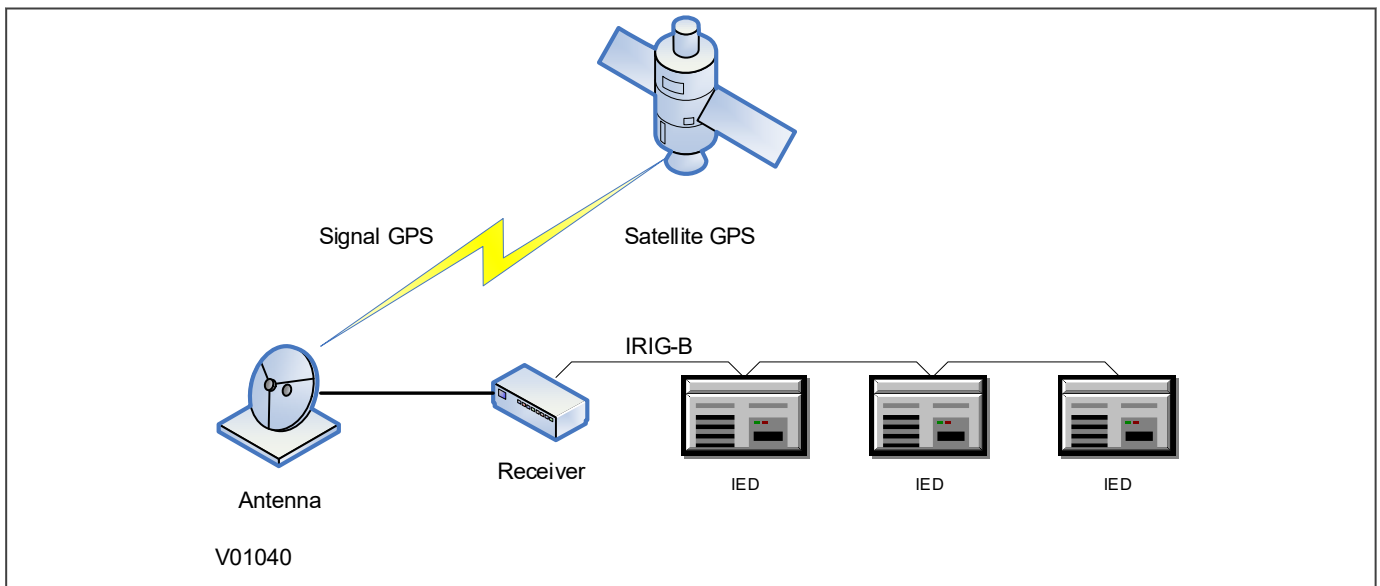 Signal GPS
Satellite GPS
IRIG-B
Receiver
IED
IED
IED
Antenna
V01040